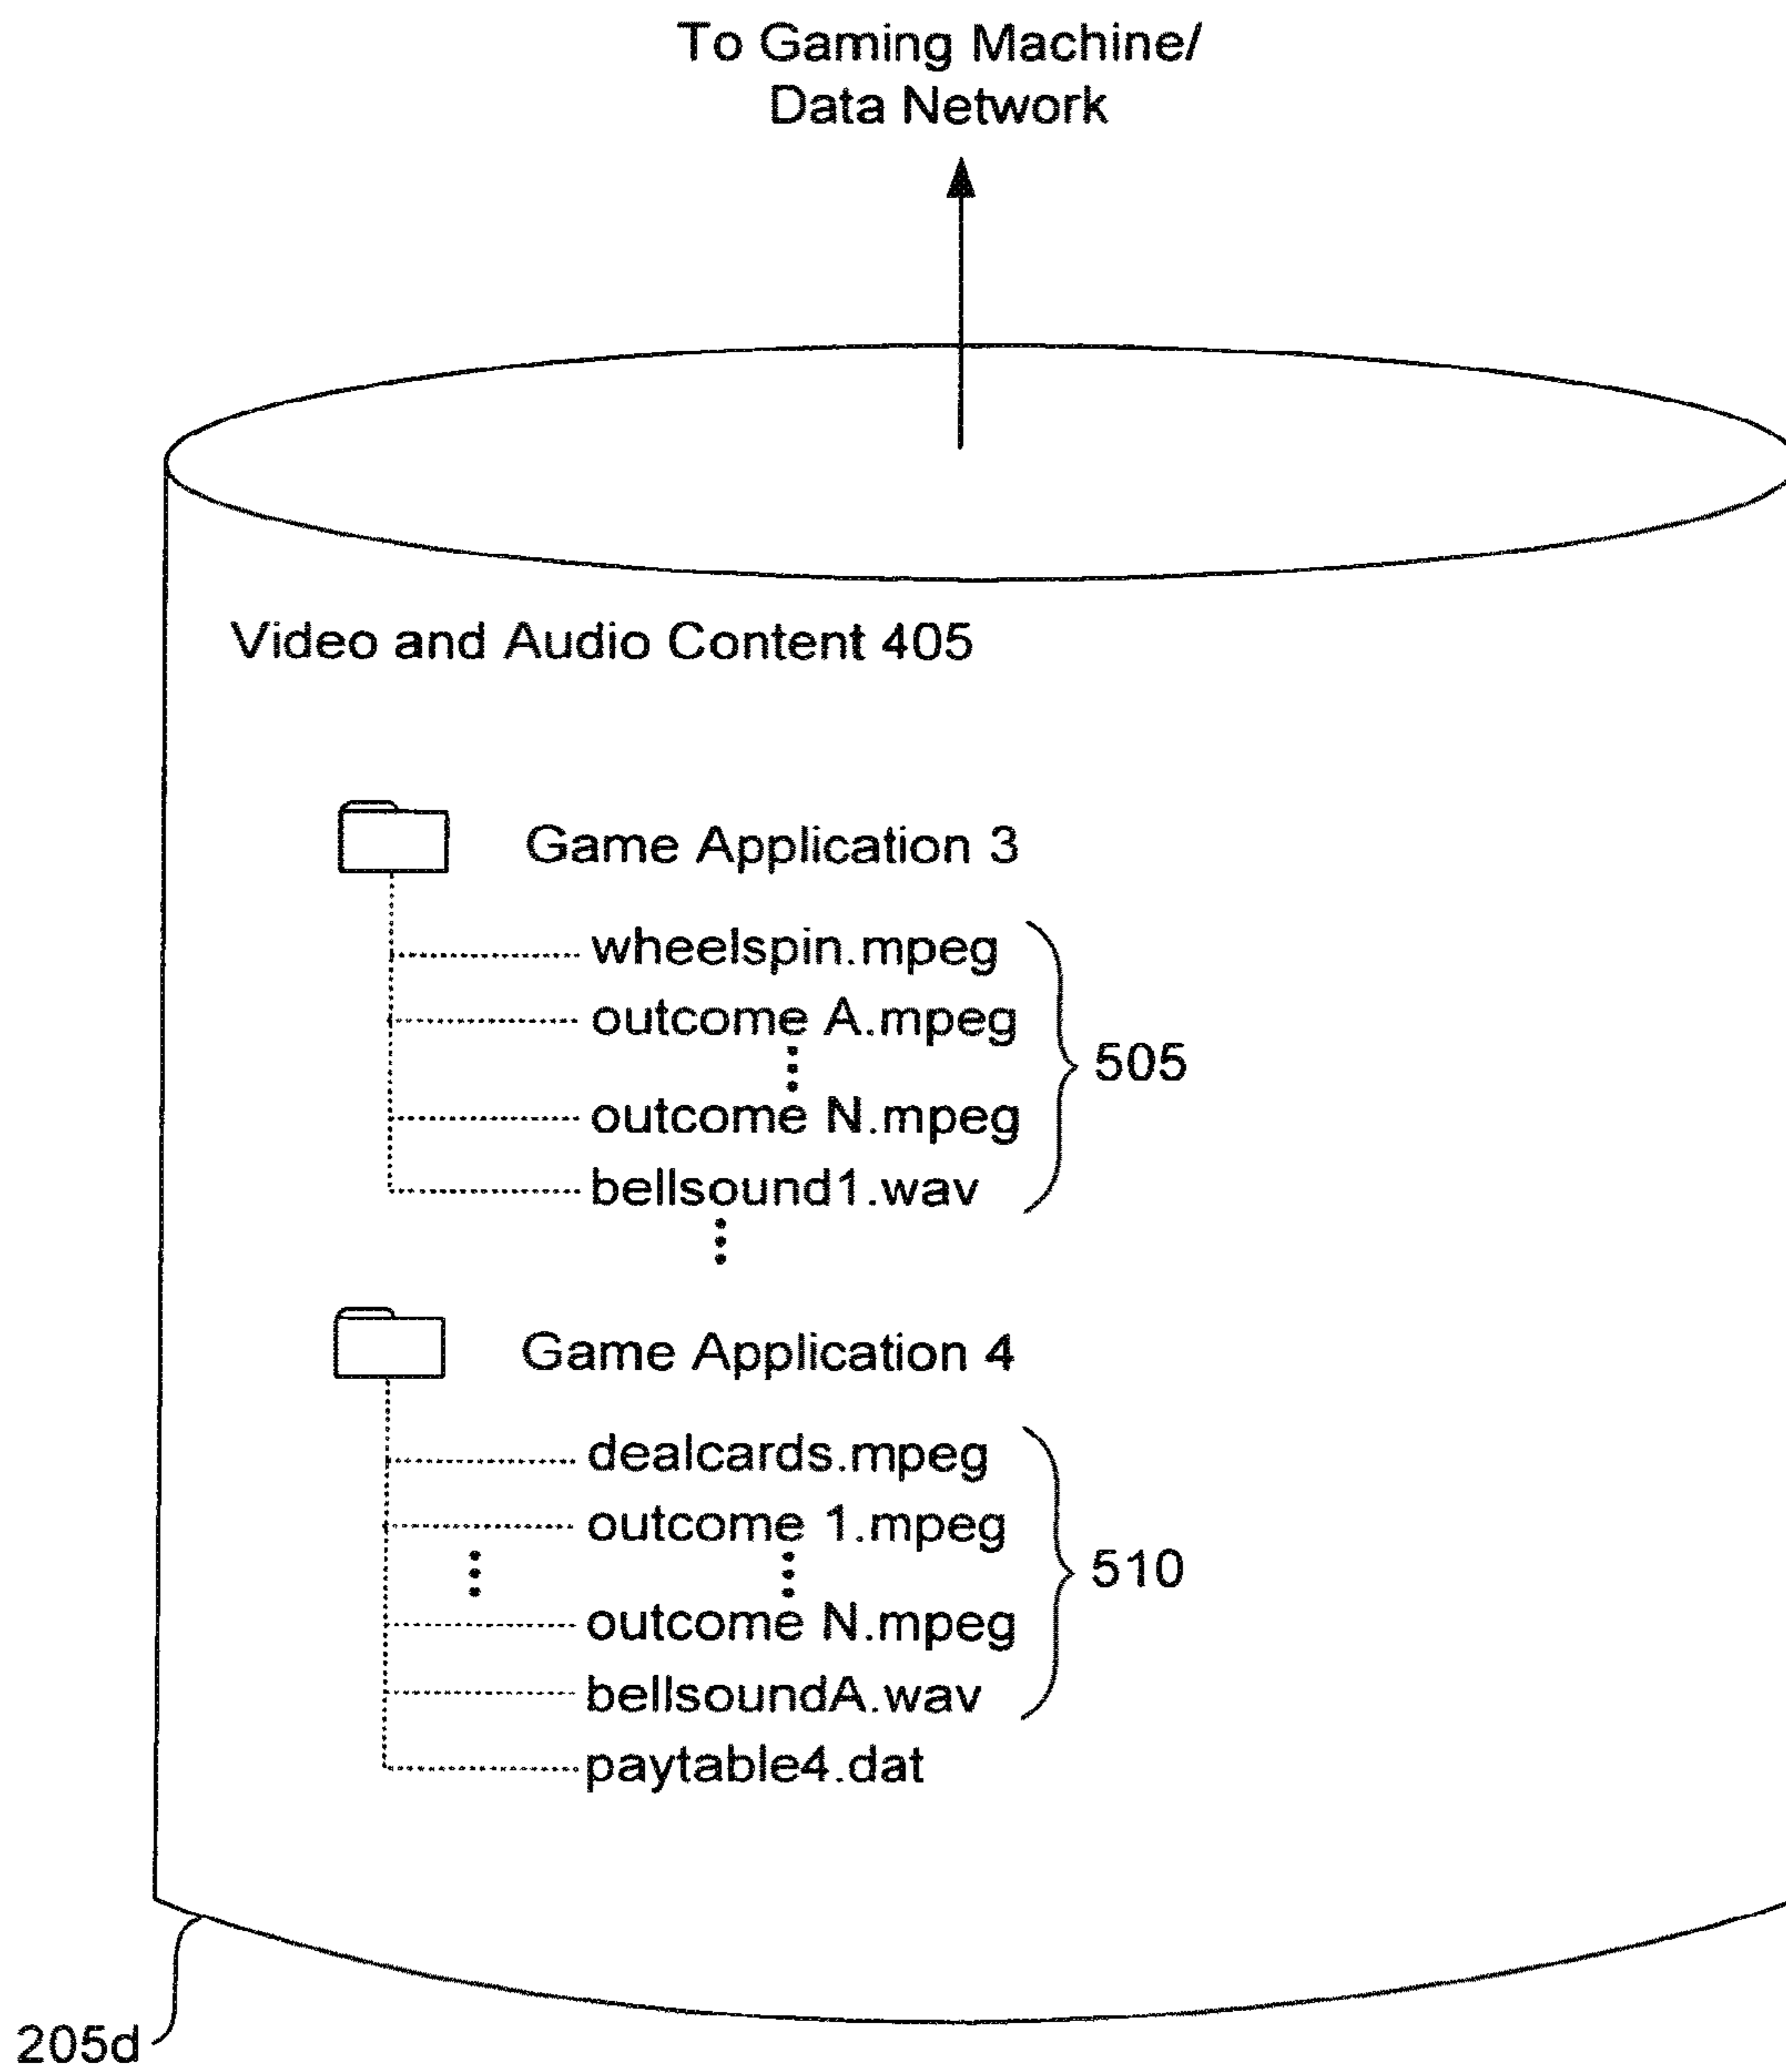 To Gaming Machine/
Data Network
Video and Audio Content 405
Game Application 3
wheelspin.mpeg
outcome A.mpeg
505
outcome N.mpeg
bellsound1.wav
Game Application 4
dealcards.mpeg
outcome 1.mpeg
510
outcome N.mpeg
bellsoundA.wav
paytable4.dat
205d